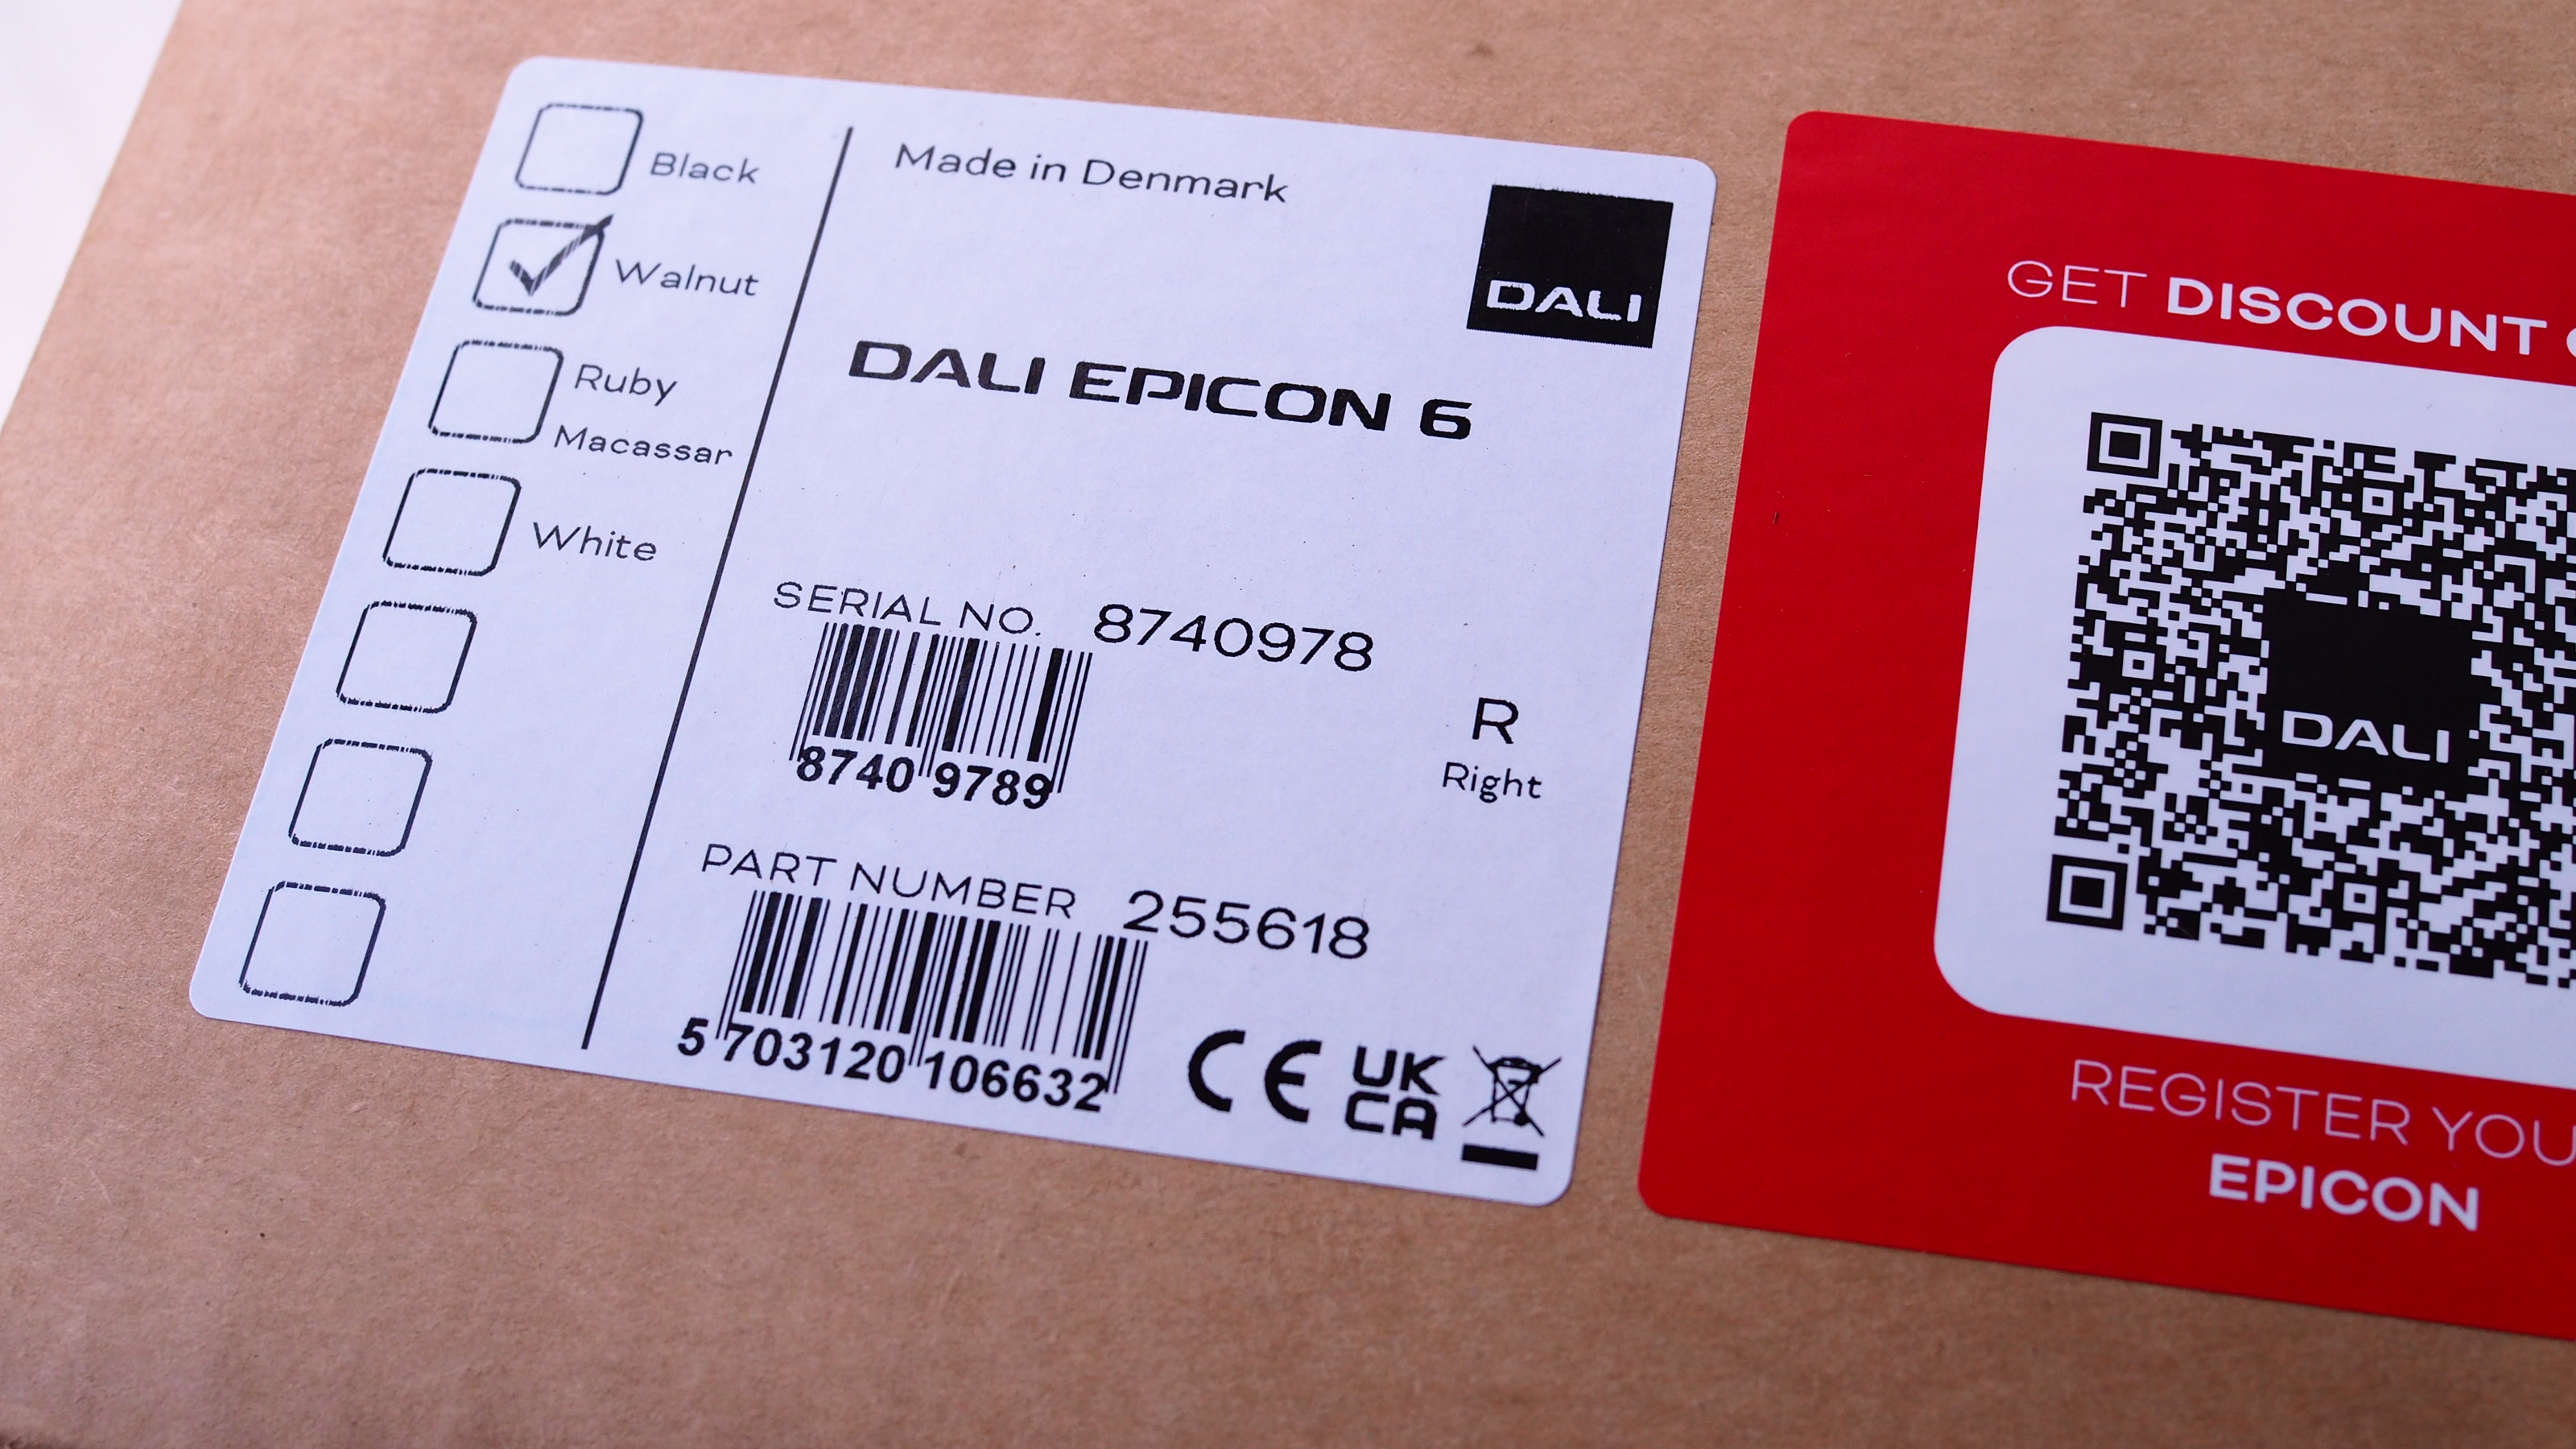 Black
Walnut
Ruby
Macassar
White
Made in Denmark
DALI
DALI EPICON 6
SERIAL NO. 8740978
8740 9789
R
Right
PART NUMBER 255618
5 703120 106632
CE UK
CA
GET DISCOUNT
DALI
REGISTER YOU
EPICON